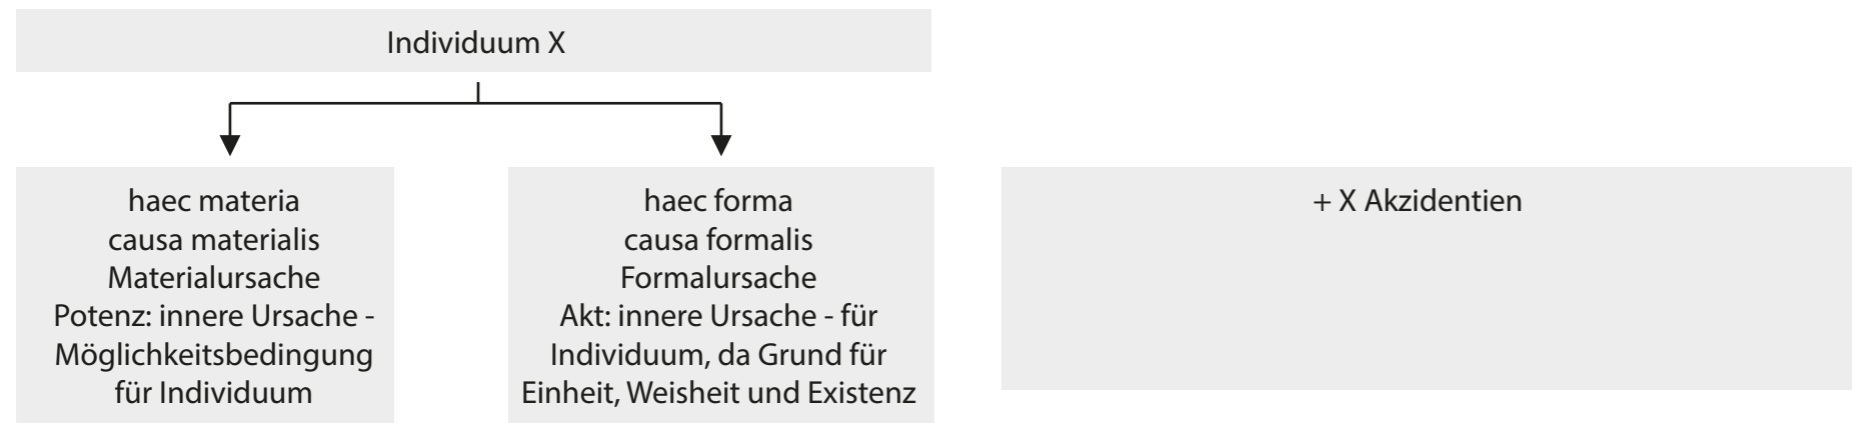 Individuum X
haec materia
causa materialis
Materialursache
Potenz: innere Ursache -
Möglichkeitsbedingung
für Individuum
haec forma
causa formalis
Formalursache
Akt: innere Ursache - für
Individuum, da Grund für
Einheit, Weisheit und Existenz
+ X Akzidentien